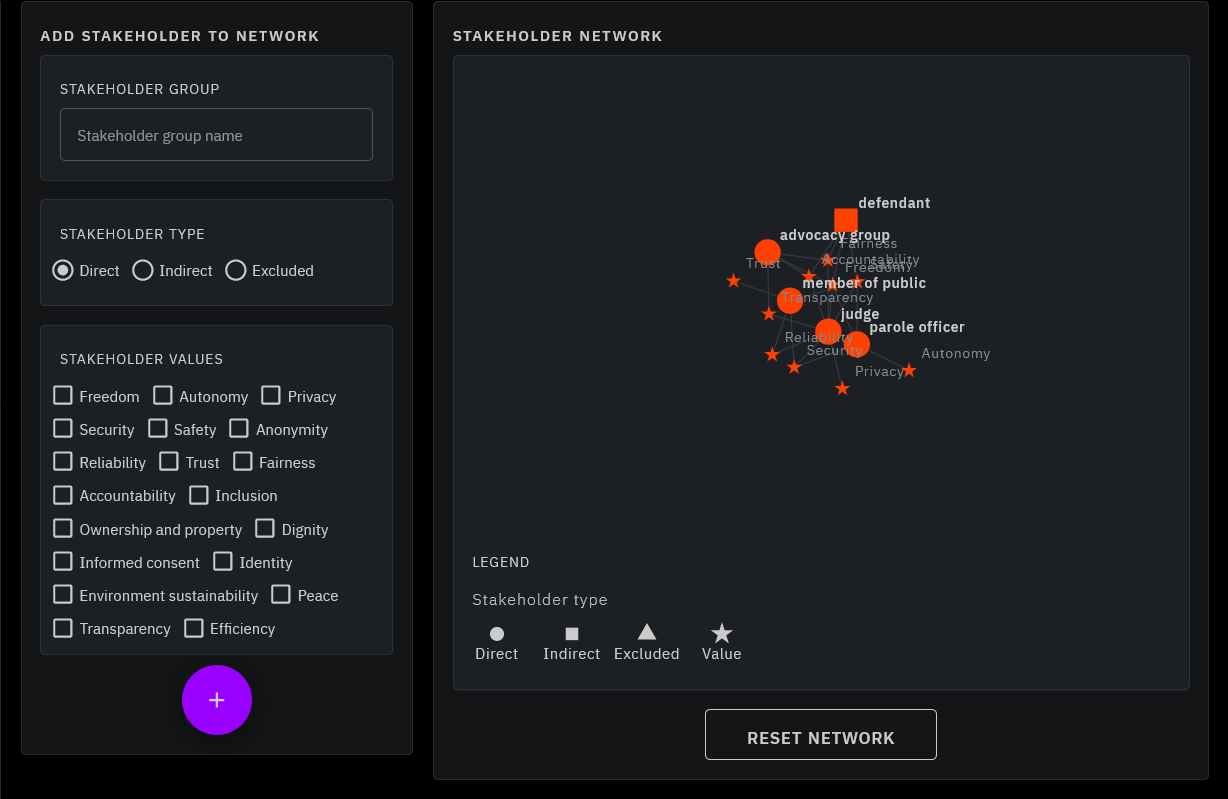 ADD STAKEHOLDER TO NETWORK
STAKEHOLDER GROUP
Stakeholder group name
STAKEHOLDER TYPE
Direct Indirect Excluded
STAKEHOLDER VALUES
Freedom Autonomy Privacy
Security Safety Anonymity
Reliability Trust Fairness
Accountability Inclusion
Ownership and property Dignity
Informed consent Identity
Environment sustainability Peace
Transparency Efficiency
+
STAKEHOLDER NETWORK
defendant
advocacy group
Fairness
Accountability
Trust
Freedom
Safety
member of public
Transparency
judge
parole officer
Reliability
Security
Autonomy
Privacy
LEGEND
Stakeholder type
Direct Indirect Excluded Value
RESET NETWORK